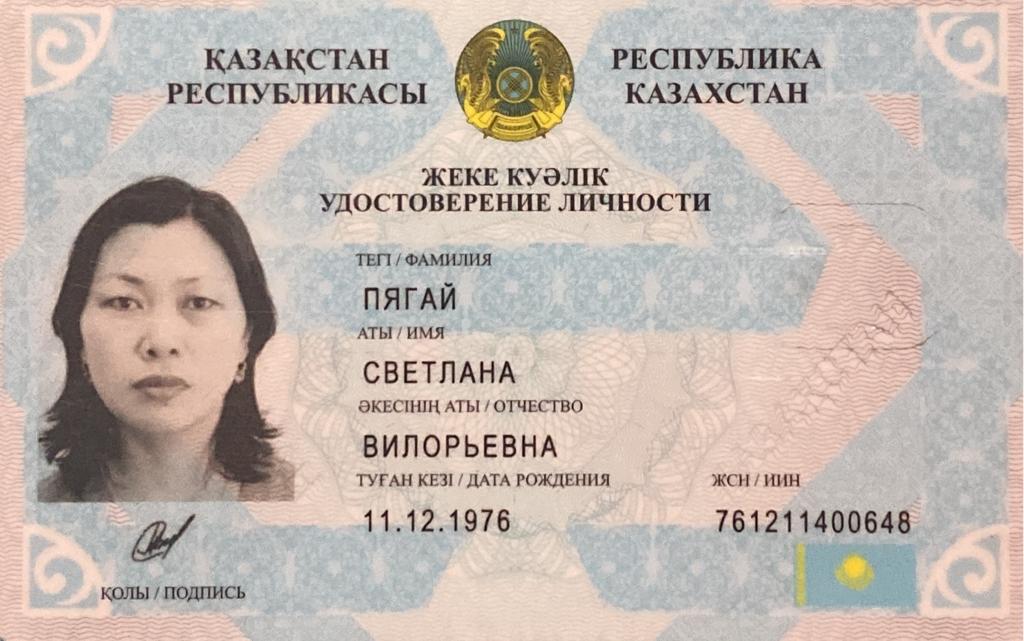 ҚАЗАҚСТАН
РЕСПУБЛИКАСЫ
РЕСПУБЛИКА
КАЗАХСТАН
ЖЕКЕ КУӘЛІК
УДОСТОВЕРЕНИЕ ЛИЧНОСТИ
ТЕГІ / ФАМИЛИЯ
ПЯГАЙ
АТЫ / ИМЯ
СВЕТЛАНА
ӘКЕСІНІҢ АТЫ / ОТЧЕСТВО
ВИЛОРЬЕВНА
ТУҒАН КЕЗІ / ДАТА РОЖДЕНИЯ
ЖСН / ИИН
11.12.1976
761211400648
ҚОЛЫ / ПОДПИСЬ